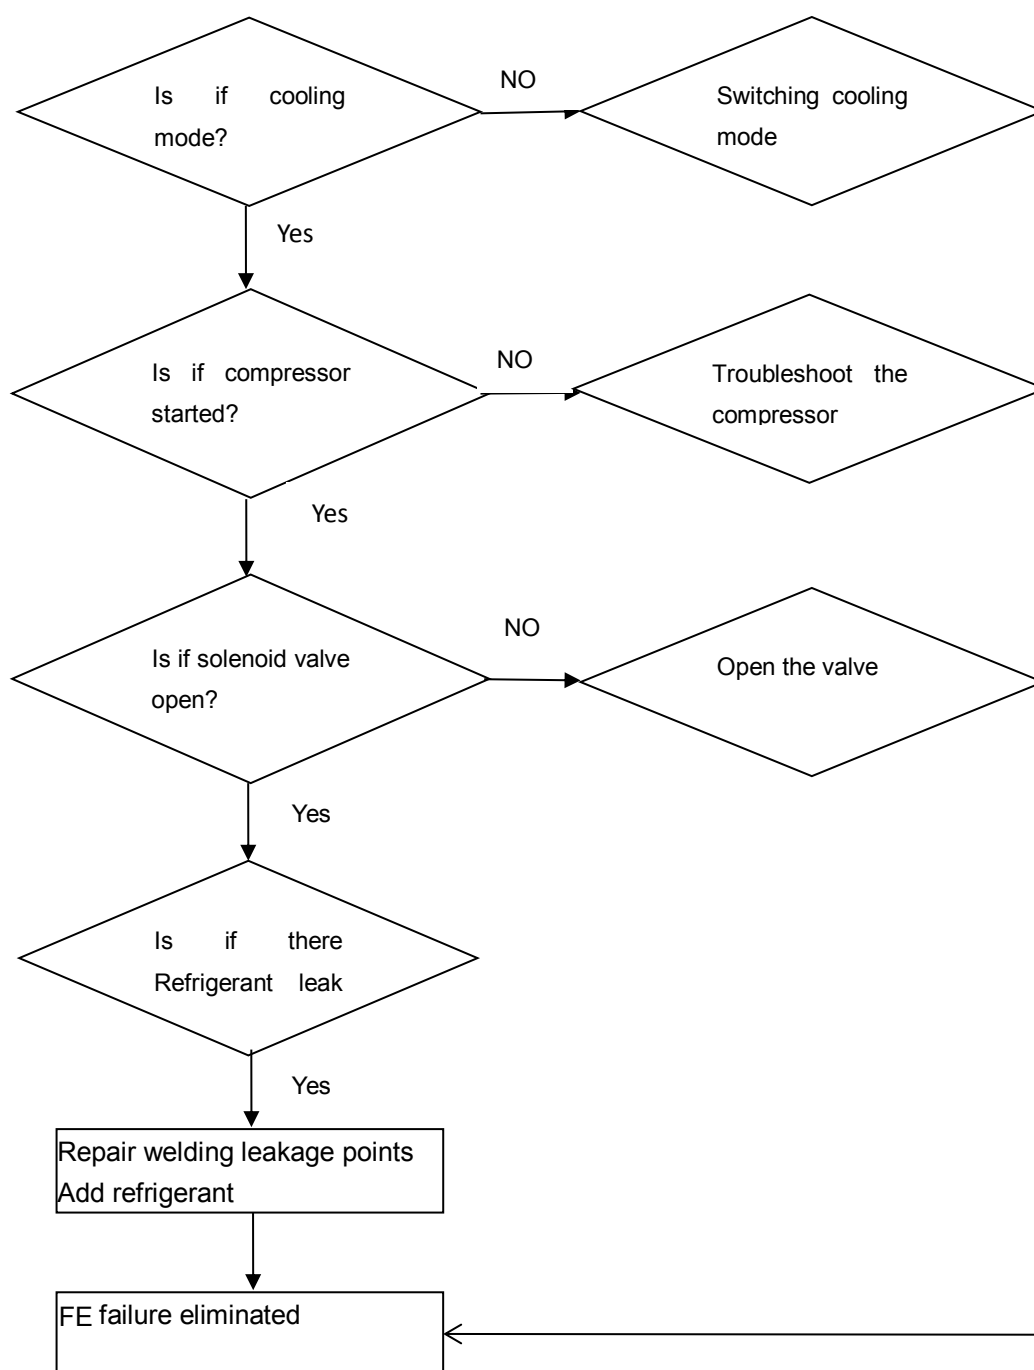 Is if cooling
mode?
NO
Switching cooling
mode
Yes
Is if compressor
started?
NO
Troubleshoot the
compressor
Yes
Is if solenoid valve
open?
NO
Open the valve
Yes
Is if there
Refrigerant leak
Yes
Repair welding leakage points
Add refrigerant
FE failure eliminated